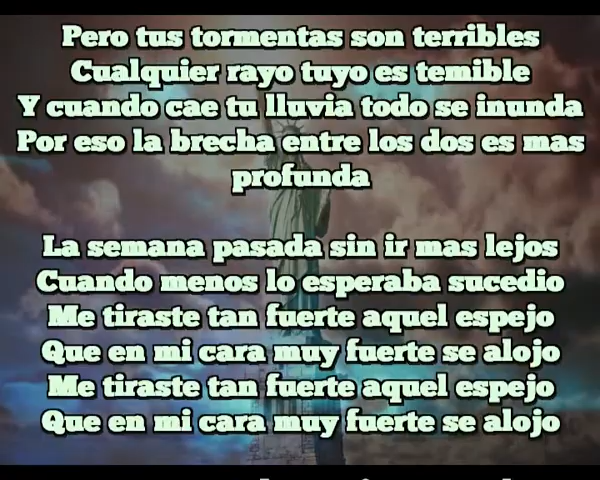 Pero tus tormentas son terribles
Cualquier rayo tuyo es temible
Y cuando cae tu lluvia todo se inunda
Por eso la brecha entre los dos es mas
profunda
La semana pasada sin ir mas lejos
Cuando menos lo esperaba sucedio
Me tiraste tan fuerte aquel espejo
Que en mi cara muy fuerte se alojo
Me tiraste tan fuerte aquel espejo
Que en mi cara muy fuerte se alojo